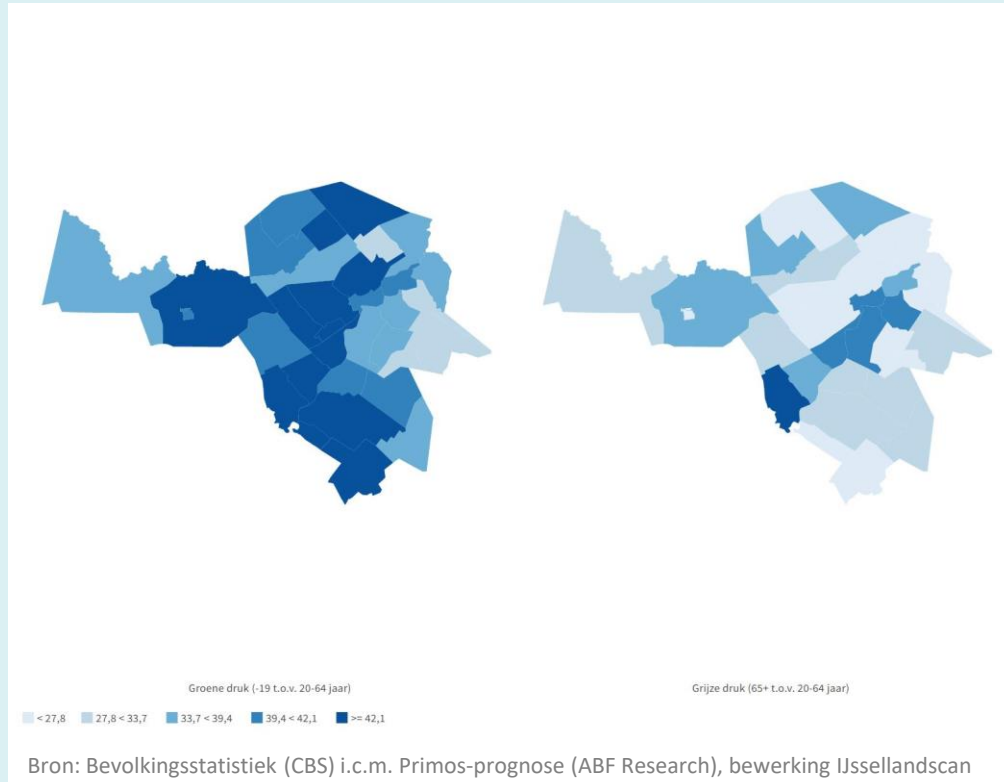 Groene druk (-19 t.o.v. 20-64 jaar)
Grijze druk (65+ t.o.v. 20-64 jaar)
< 27,8
27,8 < 33,7
33,7 < 39,4
39,4 < 42,1
>= 42,1
Bron: Bevolkingsstatistiek (CBS) i.c.m. Primos-prognose (ABF Research), bewerking IJssellandscan